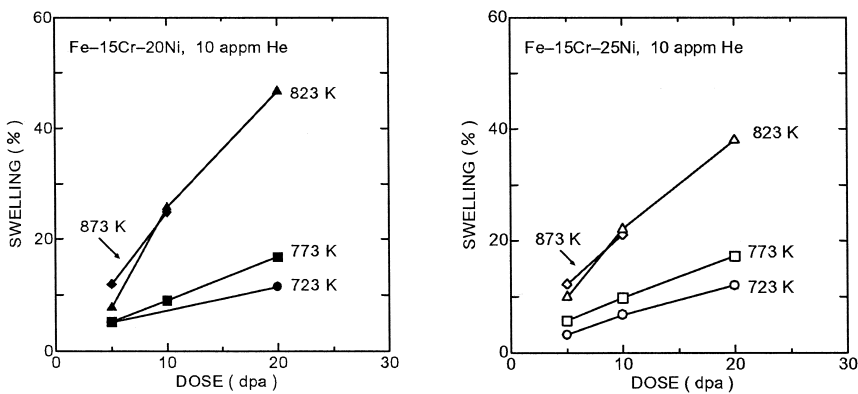 60
40
20
0
SWELLING ( % )
Fe–15Cr–20Ni, 10 appm He
823 K
873 K
773 K
723 K
0
10
20
30
DOSE ( dpa )
60
40
20
0
SWELLING ( % )
Fe–15Cr–25Ni, 10 appm He
823 K
873 K
773 K
723 K
0
10
20
30
DOSE ( dpa )